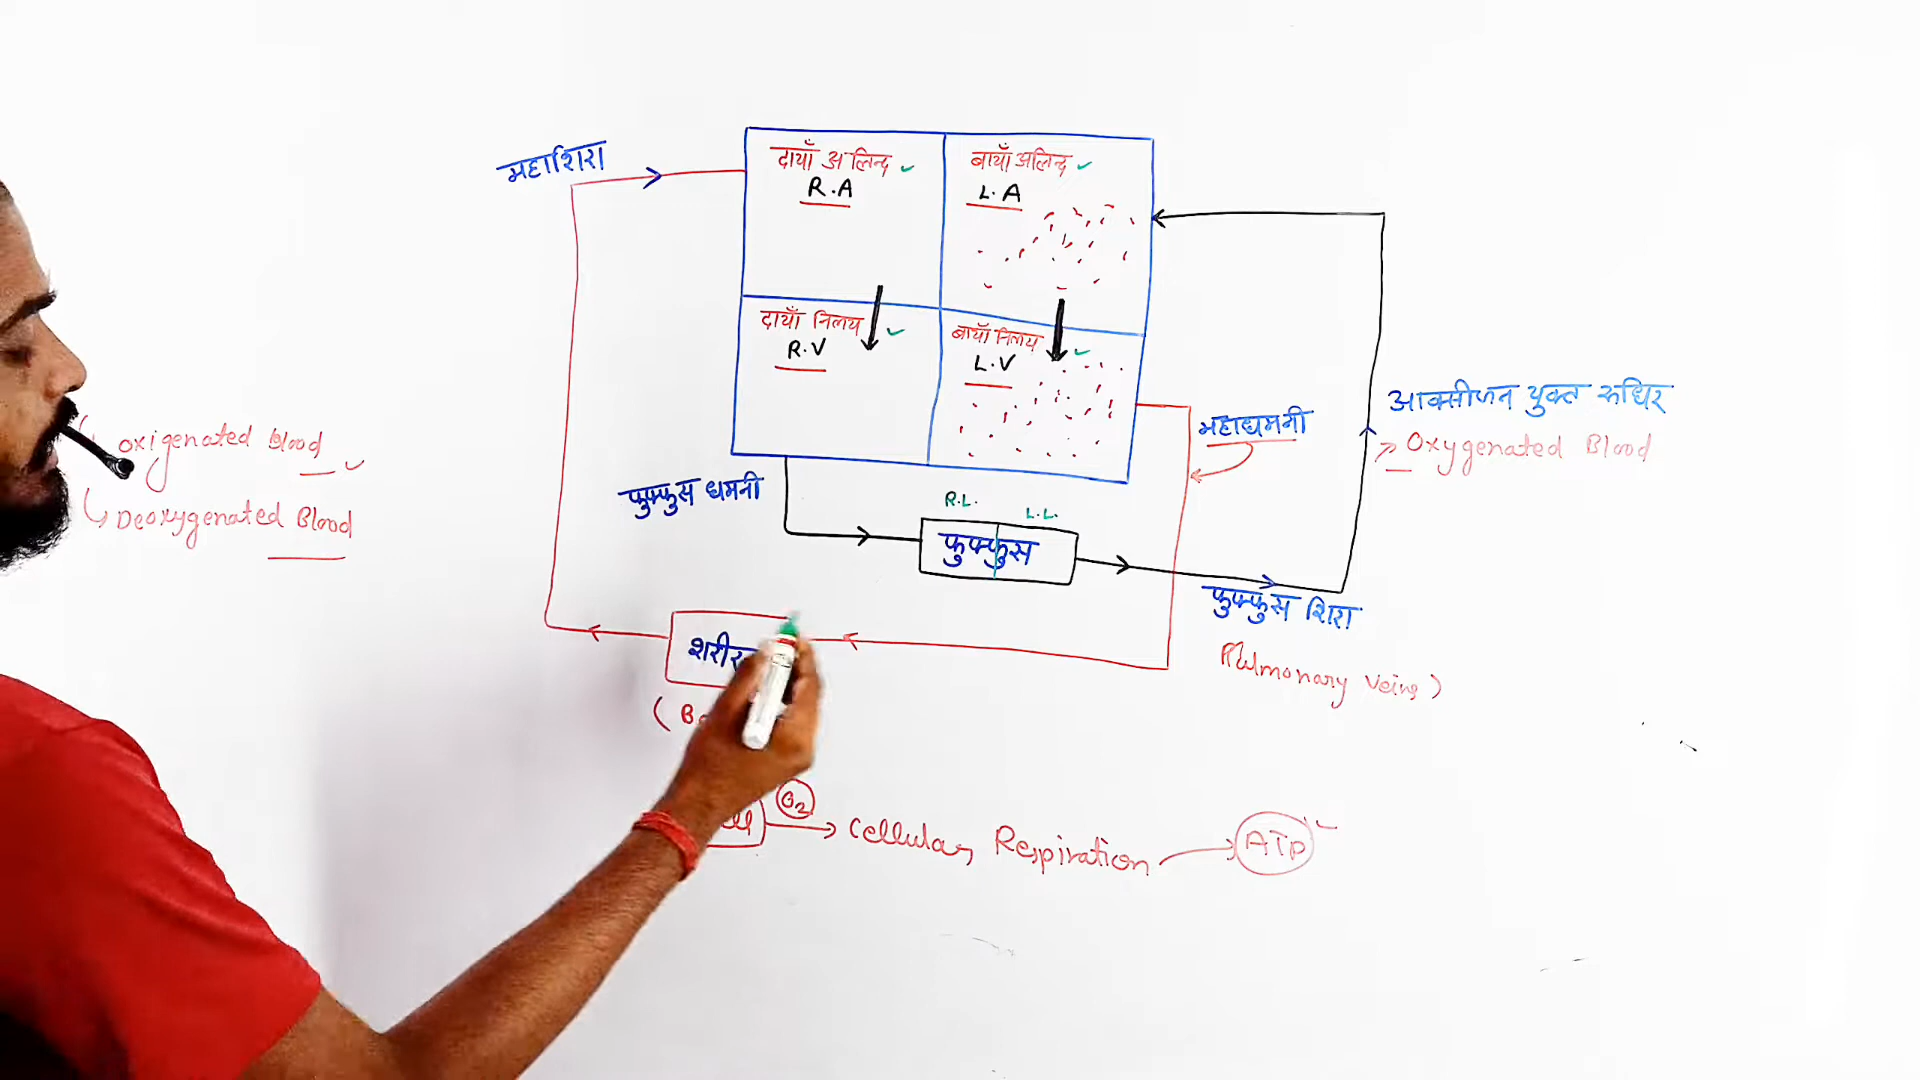 महाशिरा
दायाँ अलिन्द
R.A
बायाँ अलिन्द
L.A
दायाँ निलय
R.V
बायाँ निलय
L.V
महाधमनी
आक्सीजन युक्त रुधिर
Oxygenated Blood
oxigenated Blood
Deoxygenated Blood
फुफ्फुस धमनी
R.L.
L.L.
फुफ्फुस
फुफ्फुस शिरा
Pulmonary veins)
O2
Cellular Respiration
ATP